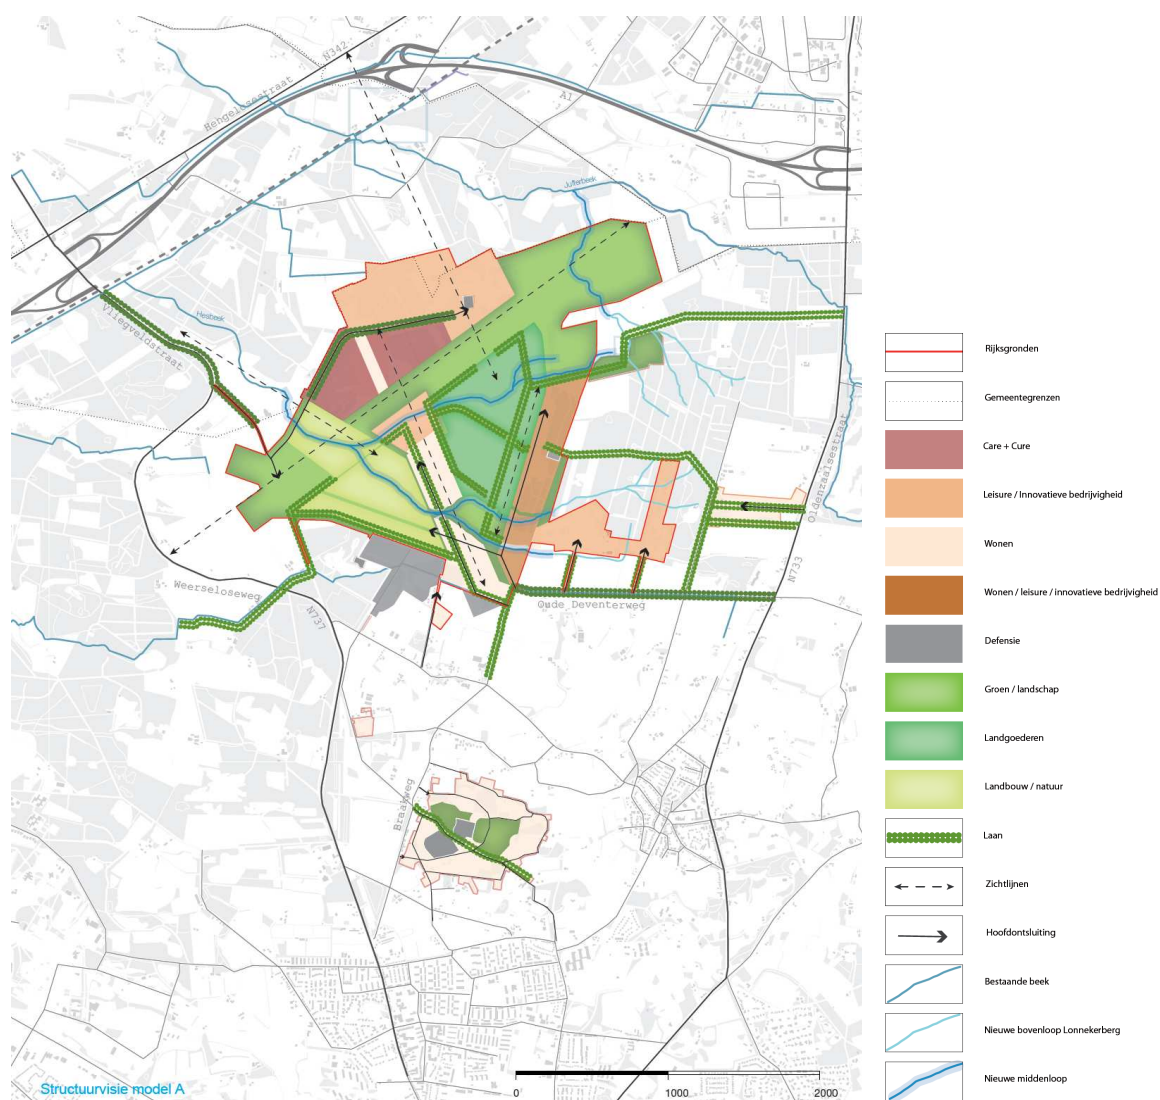 N342
Hengelosestraat
A1
Jufferbeek
Hesbeek
Vliegveldstraat
Oldenzaalsestraat
N733
Weerseloseweg
N737
Oude Deventerweg
Braakweg
Structuurvisie model A
0
1000
2000
Rijksgronden
Gemeentegrenzen
Care + Cure
Leisure / Innovatieve bedrijvigheid
Wonen
Wonen / leisure / innovatieve bedrijvigheid
Defensie
Groen / landschap
Landgoederen
Landbouw / natuur
Laan
Zichtlijnen
Hoofdontsluiting
Bestaande beek
Nieuwe bovenloop Lonnekerberg
Nieuwe middenloop